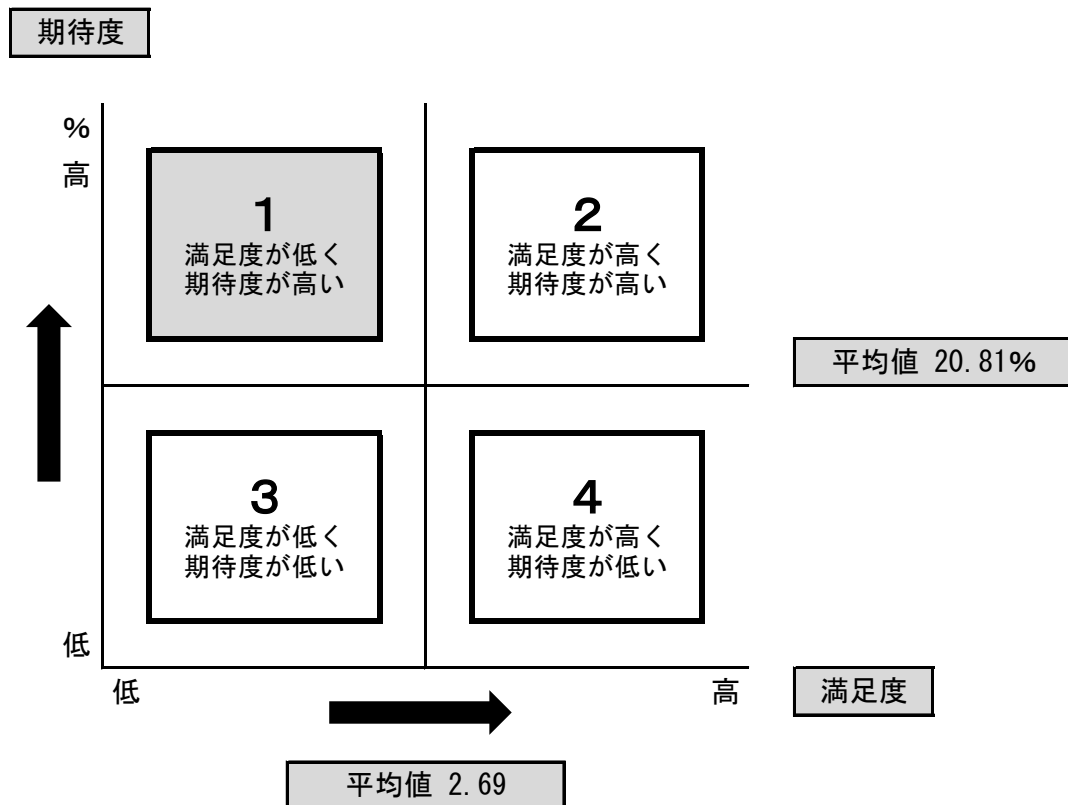 期待度
%
高
1
満足度が低く
期待度が高い
2
満足度が高く
期待度が高い
平均値 20.81%
3
満足度が低く
期待度が低い
4
満足度が高く
期待度が低い
低
低
高
満足度
平均値 2.69